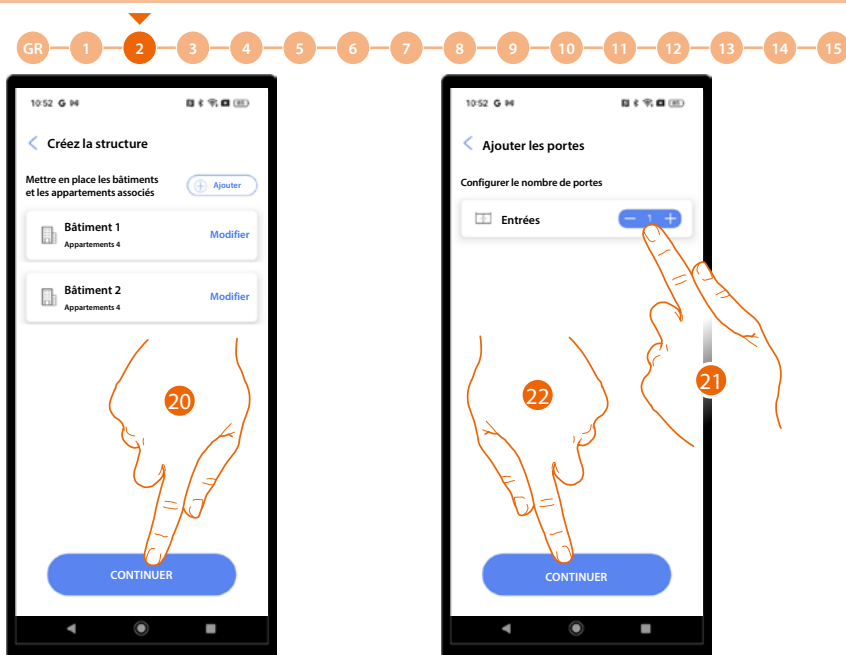 GR 1 2 3 4 5 6 7 8 9 10 11 12 13 14 15
10:52 G
Créez la structure
Mettre en place les bâtiments
et les appartements associés
Ajouter
Bâtiment 1
Appartements 4
Modifier
Bâtiment 2
Appartements 4
Modifier
20
CONTINUER
10:52 G
Ajouter les portes
Configurer le nombre de portes
Entrées
− 1 +
21
22
CONTINUER